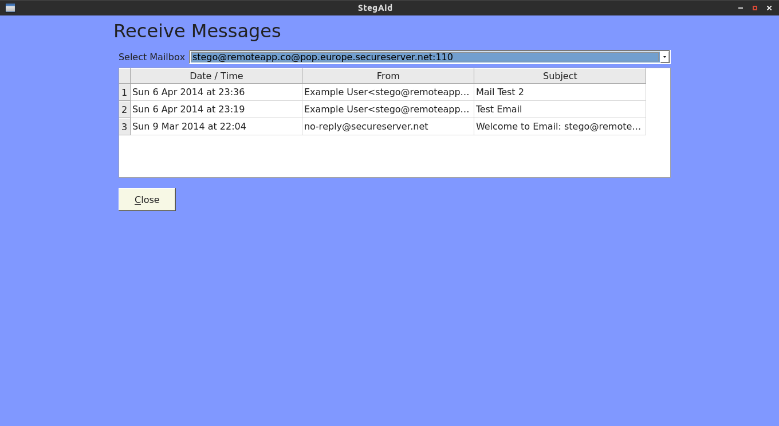 StegAid
Receive Messages
Select Mailbox stego@remoteapp.co@pop.europe.secureserver.net:110
Date / Time From Subject
1 Sun 6 Apr 2014 at 23:36 Example User<stego@remoteapp... Mail Test 2
2 Sun 6 Apr 2014 at 23:19 Example User<stego@remoteapp... Test Email
3 Sun 9 Mar 2014 at 22:04 no-reply@secureserver.net Welcome to Email: stego@remote...
Close